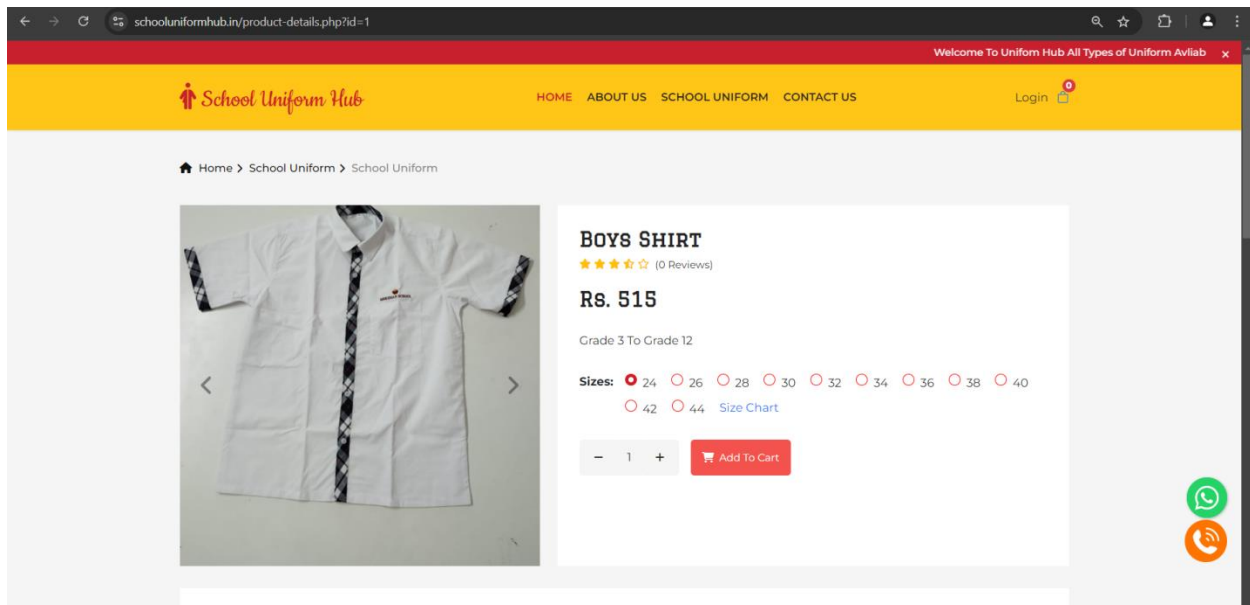 schooluniformhub.in/product-details.php?id=1
Welcome To Unifom Hub All Types of Uniform Avliab x
School Uniform Hub
HOME ABOUT US SCHOOL UNIFORM CONTACT US
Login 0
Home > School Uniform > School Uniform
Boys Shirt
(0 Reviews)
Rs. 515
Grade 3 To Grade 12
Sizes: 24 26 28 30 32 34 36 38 40
42 44 Size Chart
− 1 + Add To Cart